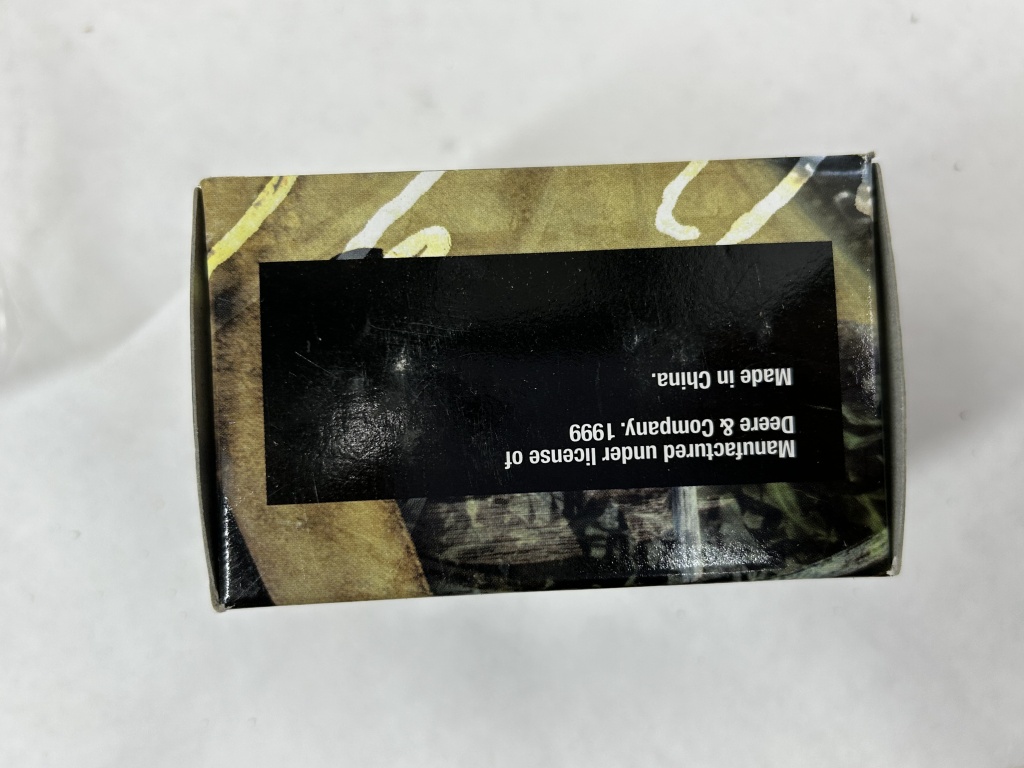 Manufactured under license of
Deere & Company. 1999
Made in China.